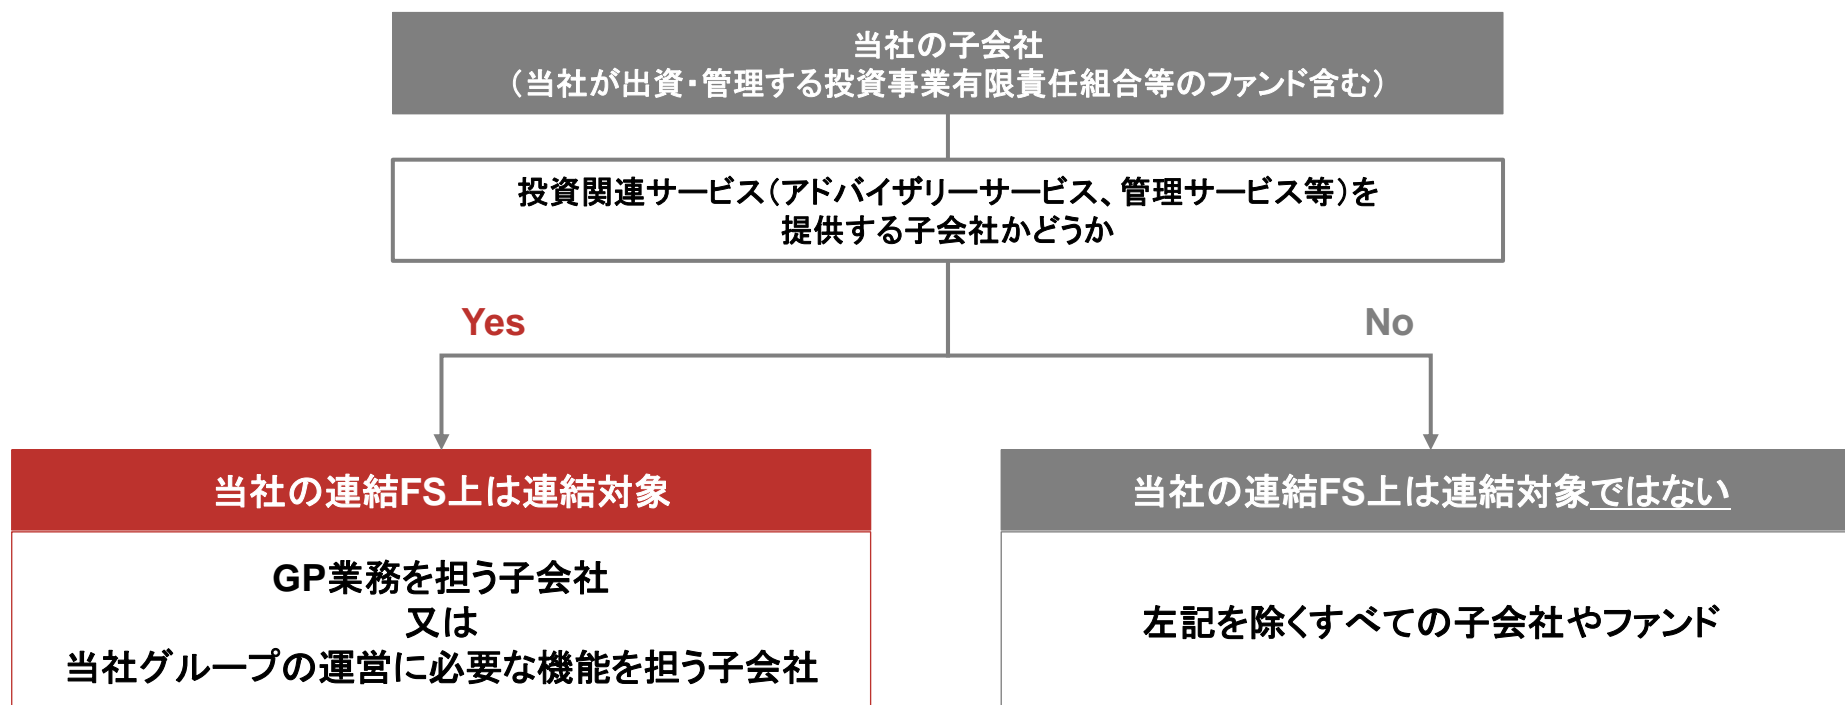 当社の子会社
（当社が出資・管理する投資事業有限責任組合等のファンド含む）
投資関連サービス（アドバイザリーサービス、管理サービス等）を
提供する子会社かどうか
Yes
No
当社の連結FS上は連結対象
当社の連結FS上は連結対象ではない
GP業務を担う子会社
又は
当社グループの運営に必要な機能を担う子会社
左記を除くすべての子会社やファンド